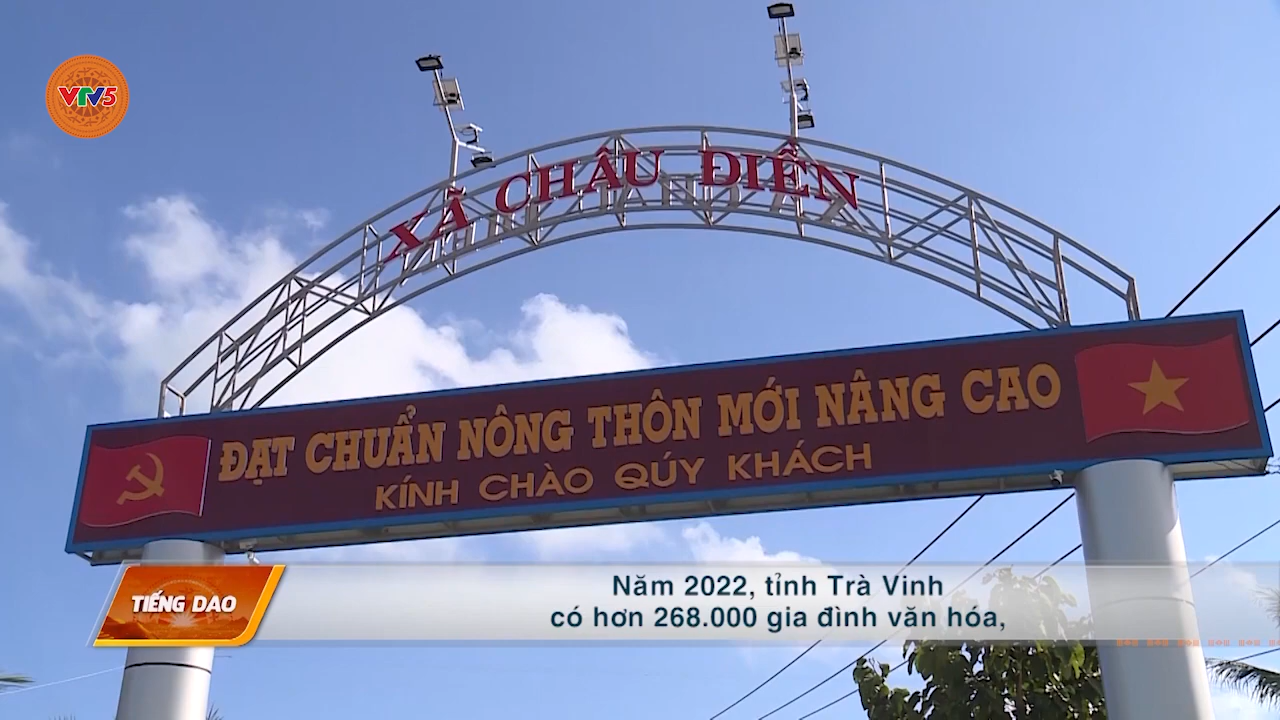 VTV5
XÃ CHÂU ĐIỀN
ĐẠT CHUẨN NÔNG THÔN MỚI NÂNG CAO
KÍNH CHÀO QÚY KHÁCH
TIẾNG DAO
Năm 2022, tỉnh Trà Vinh
có hơn 268.000 gia đình văn hóa,